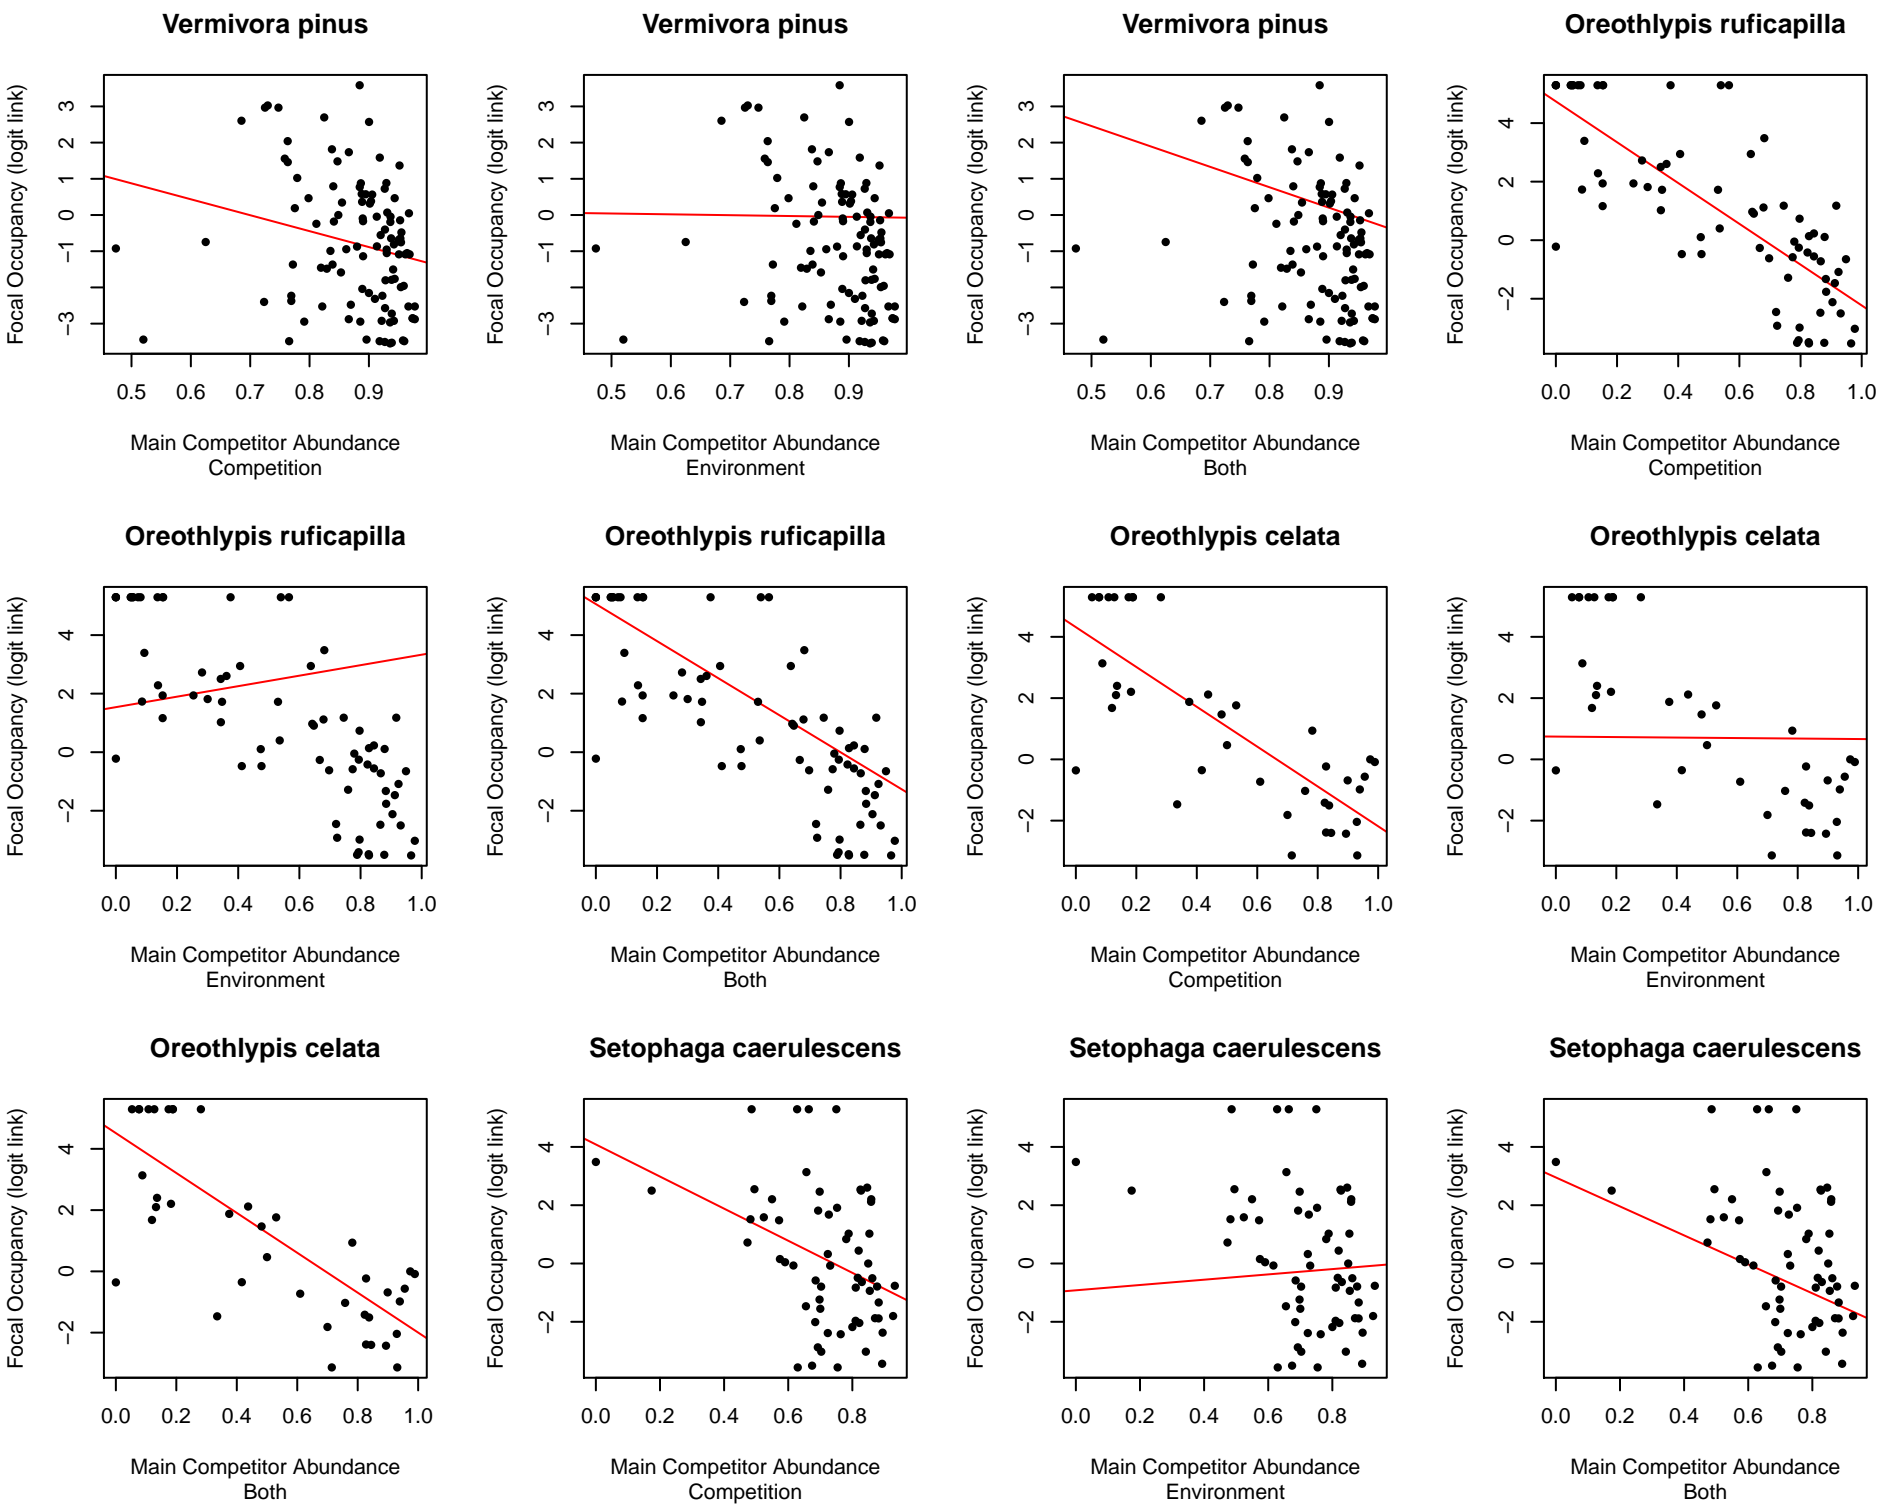 Vermivora pinus
Vermivora pinus
Vermivora pinus
Oreothlypis ruficapilla
Focal Occupancy (logit link)
3
2
1
0
−1
−3
0.5 0.6 0.7 0.8 0.9
Main Competitor Abundance
Competition
Focal Occupancy (logit link)
3
2
1
0
−1
−3
0.5 0.6 0.7 0.8 0.9
Main Competitor Abundance
Environment
Focal Occupancy (logit link)
3
2
1
0
−1
−3
0.5 0.6 0.7 0.8 0.9
Main Competitor Abundance
Both
Focal Occupancy (logit link)
4
2
0
−2
0.0 0.2 0.4 0.6 0.8 1.0
Main Competitor Abundance
Competition
Oreothlypis ruficapilla
Oreothlypis ruficapilla
Oreothlypis celata
Oreothlypis celata
Focal Occupancy (logit link)
4
2
0
−2
0.0 0.2 0.4 0.6 0.8 1.0
Main Competitor Abundance
Environment
Focal Occupancy (logit link)
4
2
0
−2
0.0 0.2 0.4 0.6 0.8 1.0
Main Competitor Abundance
Both
Focal Occupancy (logit link)
4
2
0
−2
0.0 0.2 0.4 0.6 0.8 1.0
Main Competitor Abundance
Competition
Focal Occupancy (logit link)
4
2
0
−2
0.0 0.2 0.4 0.6 0.8 1.0
Main Competitor Abundance
Environment
Oreothlypis celata
Setophaga caerulescens
Setophaga caerulescens
Setophaga caerulescens
Focal Occupancy (logit link)
4
2
0
−2
0.0 0.2 0.4 0.6 0.8 1.0
Main Competitor Abundance
Both
Focal Occupancy (logit link)
4
2
0
−2
0.0 0.2 0.4 0.6 0.8
Main Competitor Abundance
Competition
Focal Occupancy (logit link)
4
2
0
−2
0.0 0.2 0.4 0.6 0.8
Main Competitor Abundance
Environment
Focal Occupancy (logit link)
4
2
0
−2
0.0 0.2 0.4 0.6 0.8
Main Competitor Abundance
Both